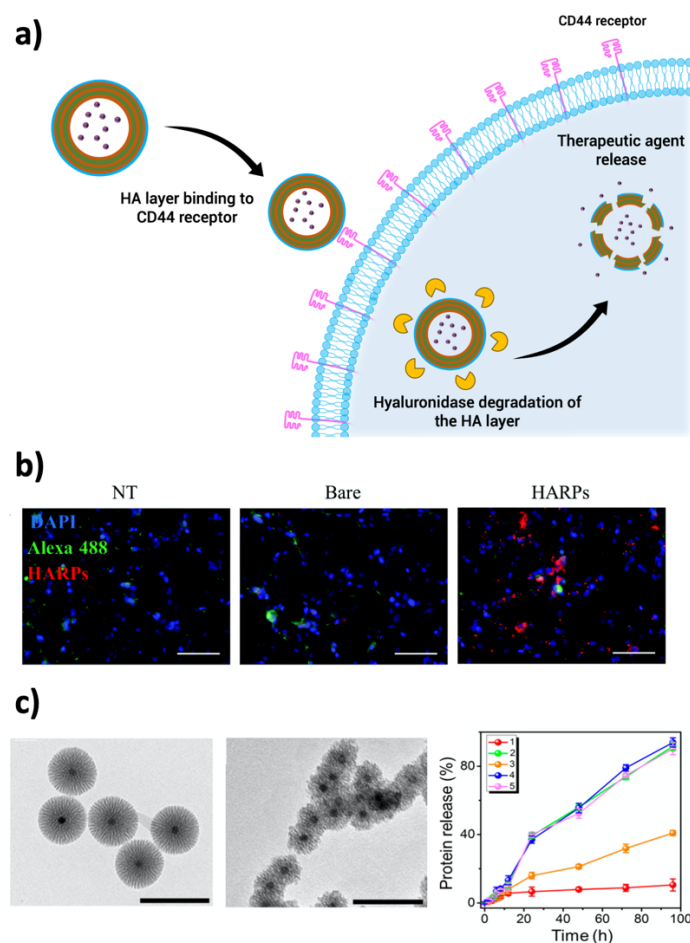 a)
CD44 receptor
Therapeutic agent
release
HA layer binding to
CD44 receptor
Hyaluronidase degradation of
the HA layer
b)
NT
Bare
HARPs
DAPI
Alexa 488
HARPs
c)
1
2
3
4
5
Protein release (%)
80
40
0
0
20
40
60
80
100
Time (h)